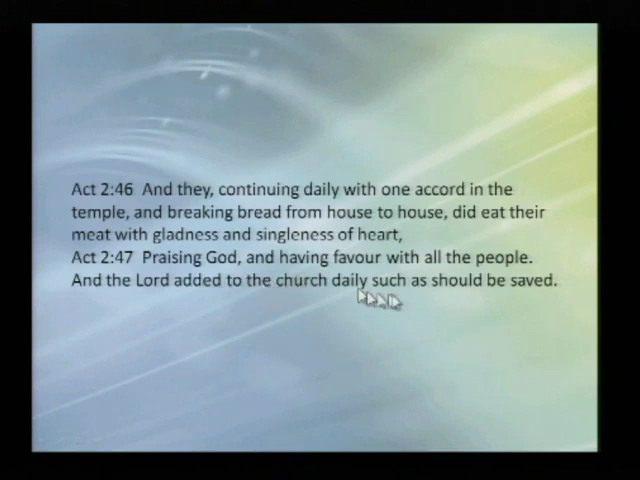 Act 2:46  And they, continuing daily with one accord in the
temple, and breaking bread from house to house, did eat their
meat with gladness and singleness of heart,
Act 2:47  Praising God, and having favour with all the people.
And the Lord added to the church daily such as should be saved.